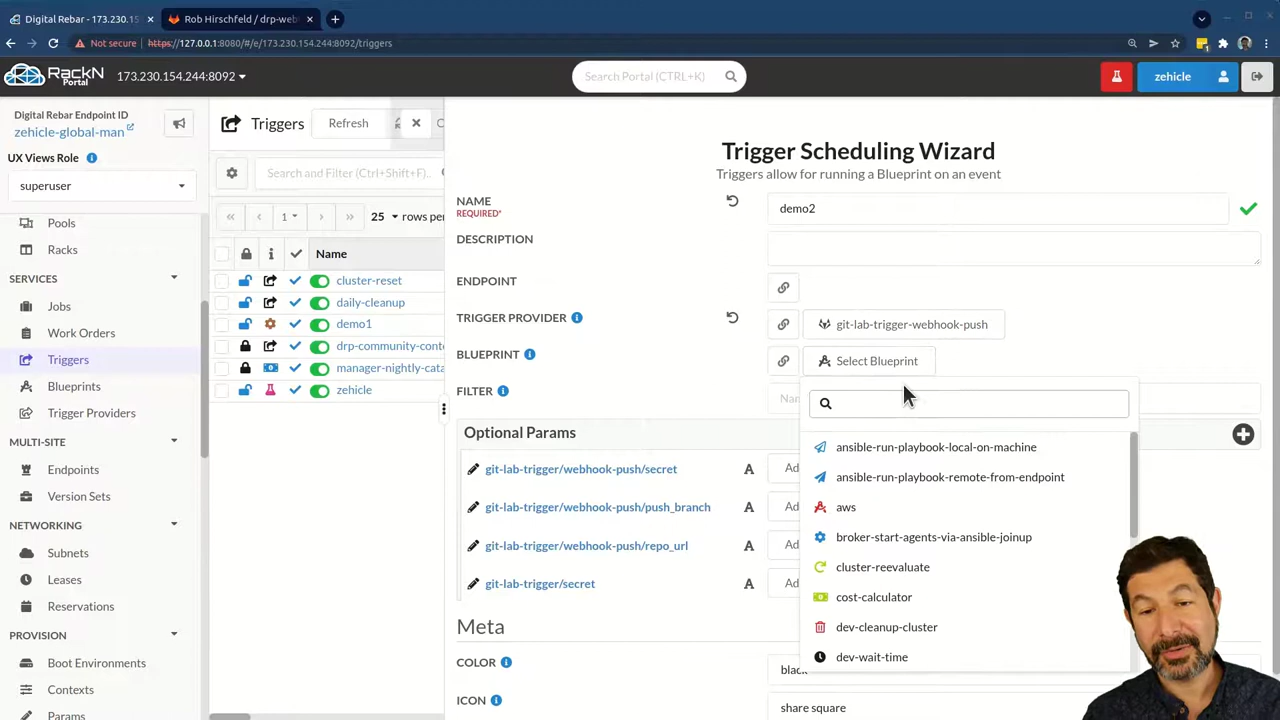 Digital Rebar - 173.230.15
Rob Hirschfeld / drp-web
Not secure
https://127.0.0.1:8080/#/e/173.230.154.244:8092/triggers
RackN
Portal
173.230.154.244:8092
Search Portal (CTRL+K)
zehicle
Digital Rebar Endpoint ID
zehicle-global-man
UX Views Role
superuser
Pools
Racks
SERVICES
Jobs
Work Orders
Triggers
Blueprints
Trigger Providers
MULTI-SITE
Endpoints
Version Sets
NETWORKING
Subnets
Leases
Reservations
PROVISION
Boot Environments
Contexts
Params
Triggers
Refresh
Search and Filter (Ctrl+Shift+F)..
1
25
rows per
Name
cluster-reset
daily-cleanup
demo1
drp-community-conte
manager-nightly-cata
zehicle
Trigger Scheduling Wizard
Triggers allow for running a Blueprint on an event
NAME
REQUIRED*
demo2
DESCRIPTION
ENDPOINT
TRIGGER PROVIDER
git-lab-trigger-webhook-push
BLUEPRINT
Select Blueprint
FILTER
Nan
ansible-run-playbook-local-on-machine
ansible-run-playbook-remote-from-endpoint
aws
broker-start-agents-via-ansible-joinup
cluster-reevaluate
cost-calculator
dev-cleanup-cluster
dev-wait-time
Optional Params
git-lab-trigger/webhook-push/secret
A
Ad
git-lab-trigger/webhook-push/push_branch
A
Ad
git-lab-trigger/webhook-push/repo_url
A
Ad
git-lab-trigger/secret
A
Ad
Meta
COLOR
black
ICON
share square